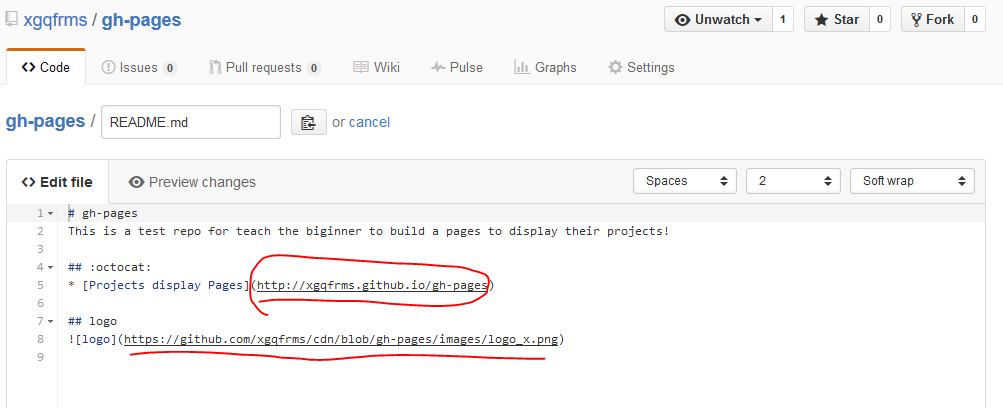 xgqfrms / gh-pages
Unwatch 1 Star 0 Fork 0
<> Code Issues 0 Pull requests 0 Wiki Pulse Graphs Settings
gh-pages / README.md or cancel
<> Edit file Preview changes Spaces 2 Soft wrap
1 # gh-pages
2 This is a test repo for teach the biginner to build a pages to display their projects!
3
4 ## :octocat:
5 * [Projects display Pages](http://xgqfrms.github.io/gh-pages)
6
7 ## logo
8 ![logo](https://github.com/xgqfrms/cdn/blob/gh-pages/images/logo_x.png)
9